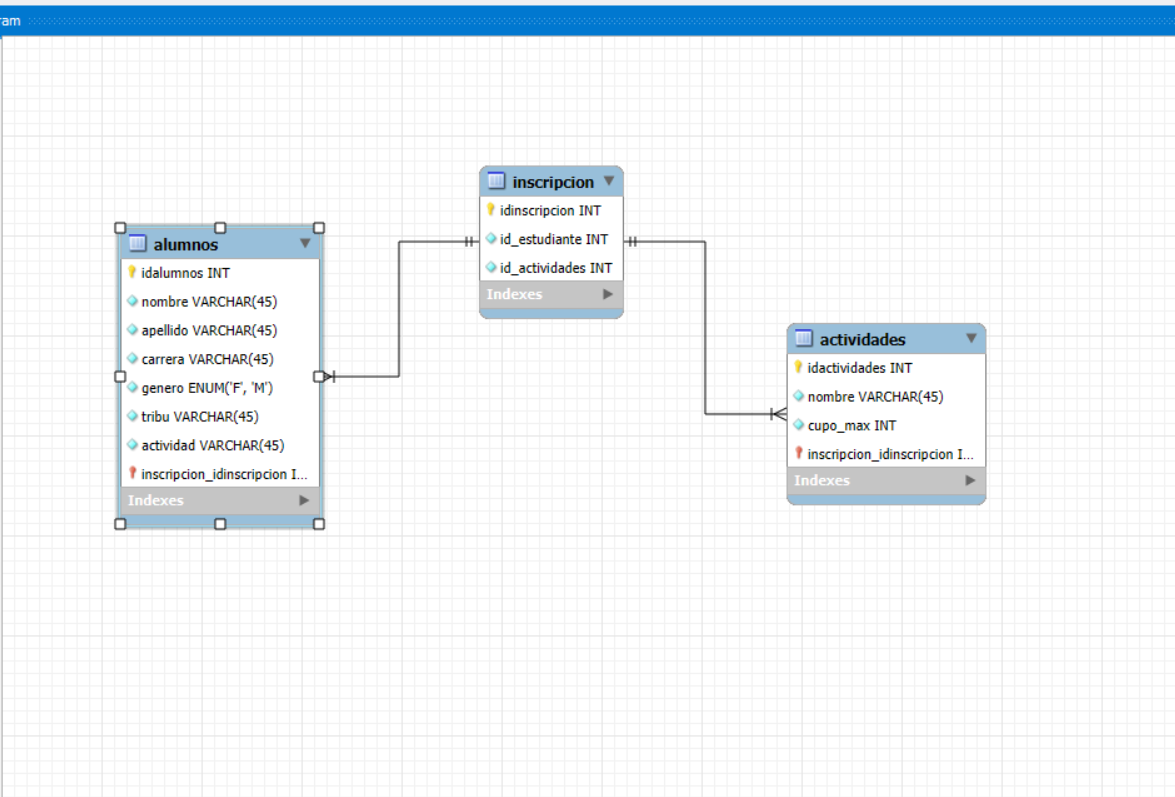 ram
inscripcion
idinscripcion INT
id_estudiante INT
id_actividades INT
Indexes
alumnos
idalumnos INT
nombre VARCHAR(45)
apellido VARCHAR(45)
carrera VARCHAR(45)
genero ENUM('F', 'M')
tribu VARCHAR(45)
actividad VARCHAR(45)
inscripcion_idinscripcion I...
Indexes
actividades
idactividades INT
nombre VARCHAR(45)
cupo_max INT
inscripcion_idinscripcion I...
Indexes